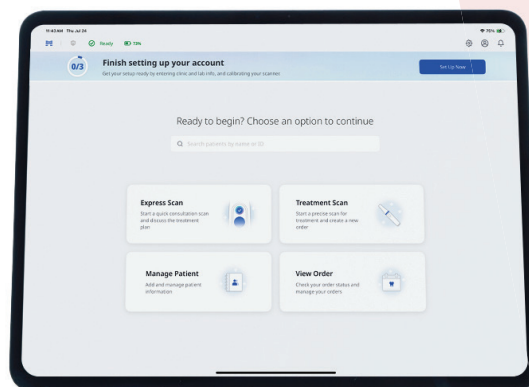 11:43AM Thu Jul 24
75%
Ready
78%
0/3
Finish setting up your account
Get your setup ready by entering clinic and lab info, and calibrating your scanner
Set Up Now
Ready to begin? Choose an option to continue
Search patients by name or ID
Express Scan
Start a quick consultation scan
and discuss the treatment
plan
Treatment Scan
Start a precise scan for
treatment and create a new
order
Manage Patient
Add and manage patient
information
View Order
Check your order status and
manage your orders